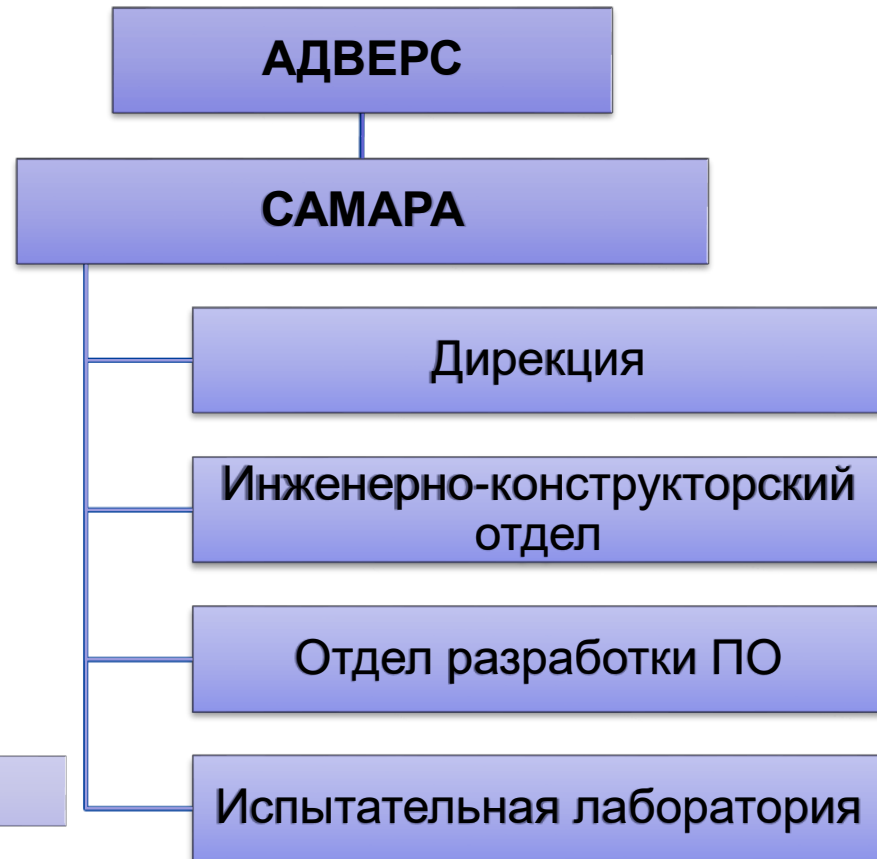 АДВЕРС
САМАРА
Дирекция
Инженерно-конструкторский
отдел
Отдел разработки ПО
Испытательная лаборатория